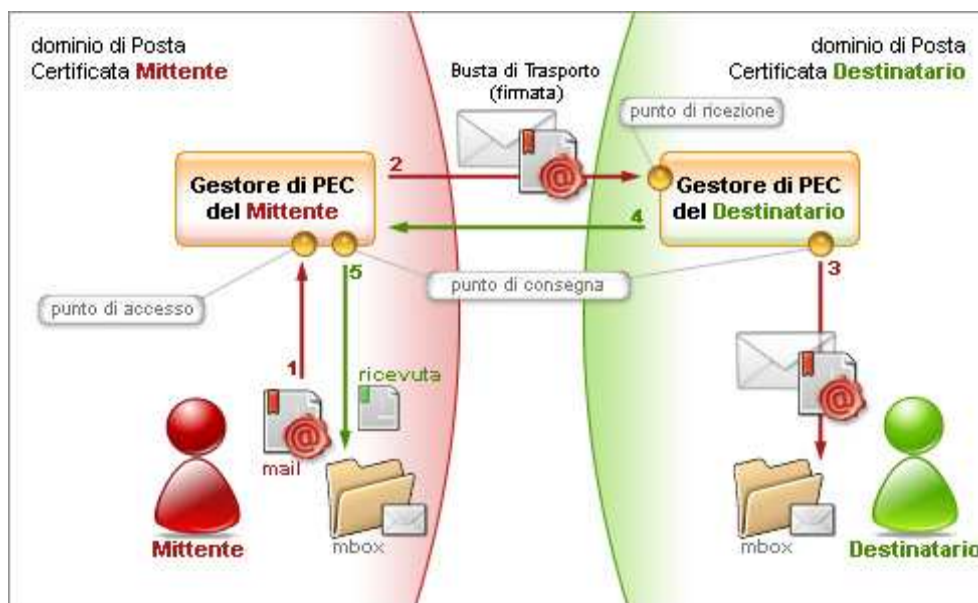 dominio di Posta
Certificata Mittente
dominio di Posta
Certificata Destinatario
Busta di Trasporto
(firmata)
punto di ricezione
2
Gestore di PEC
del Mittente
Gestore di PEC
del Destinatario
4
5
3
punto di consegna
punto di accesso
1
ricevuta
@
@
@
mail
mbox
mbox
Mittente
Destinatario